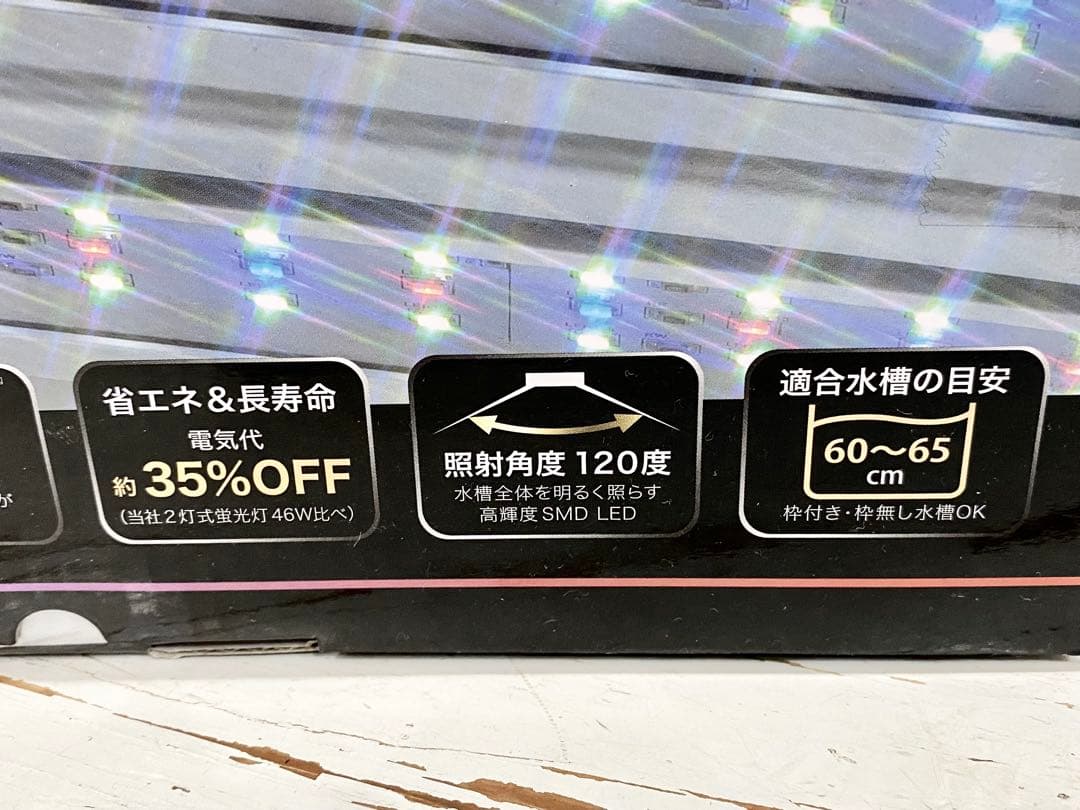 が
省エネ＆長寿命
電気代
約35%OFF
(当社2灯式蛍光灯46W比べ)
照射角度120度
水槽全体を明るく照らす
高輝度SMD LED
適合水槽の目安
60〜65
cm
枠付き・枠無し水槽OK